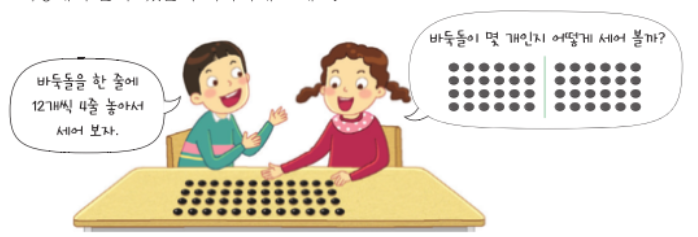 바둑돌이 몇 개인지 어떻게 세어 볼까?
바둑돌을 한 줄에
12개씩 4줄 놓아서
세어 보자.